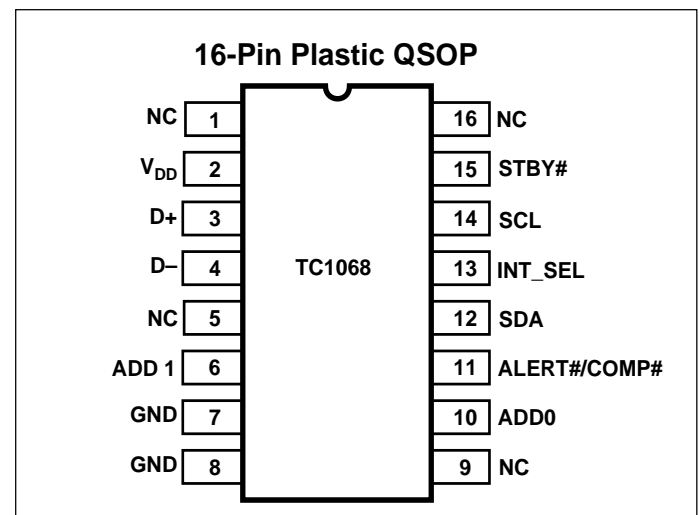 16-Pin Plastic QSOP
NC 1 16 NC
VDD 2 15 STBY#
D+ 3 14 SCL
D– 4 TC1068 13 INT_SEL
NC 5 12 SDA
ADD 1 6 11 ALERT#/COMP#
GND 7 10 ADD0
GND 8 9 NC